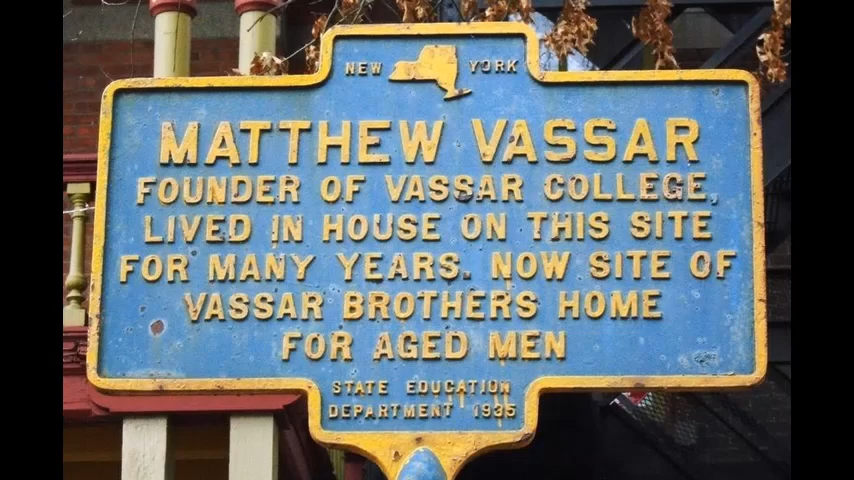 NEW YORK
MATTHEW VASSAR
FOUNDER OF VASSAR COLLEGE,
LIVED IN HOUSE ON THIS SITE
FOR MANY YEARS. NOW SITE OF
VASSAR BROTHERS HOME
FOR AGED MEN
STATE EDUCATION
DEPARTMENT 1935